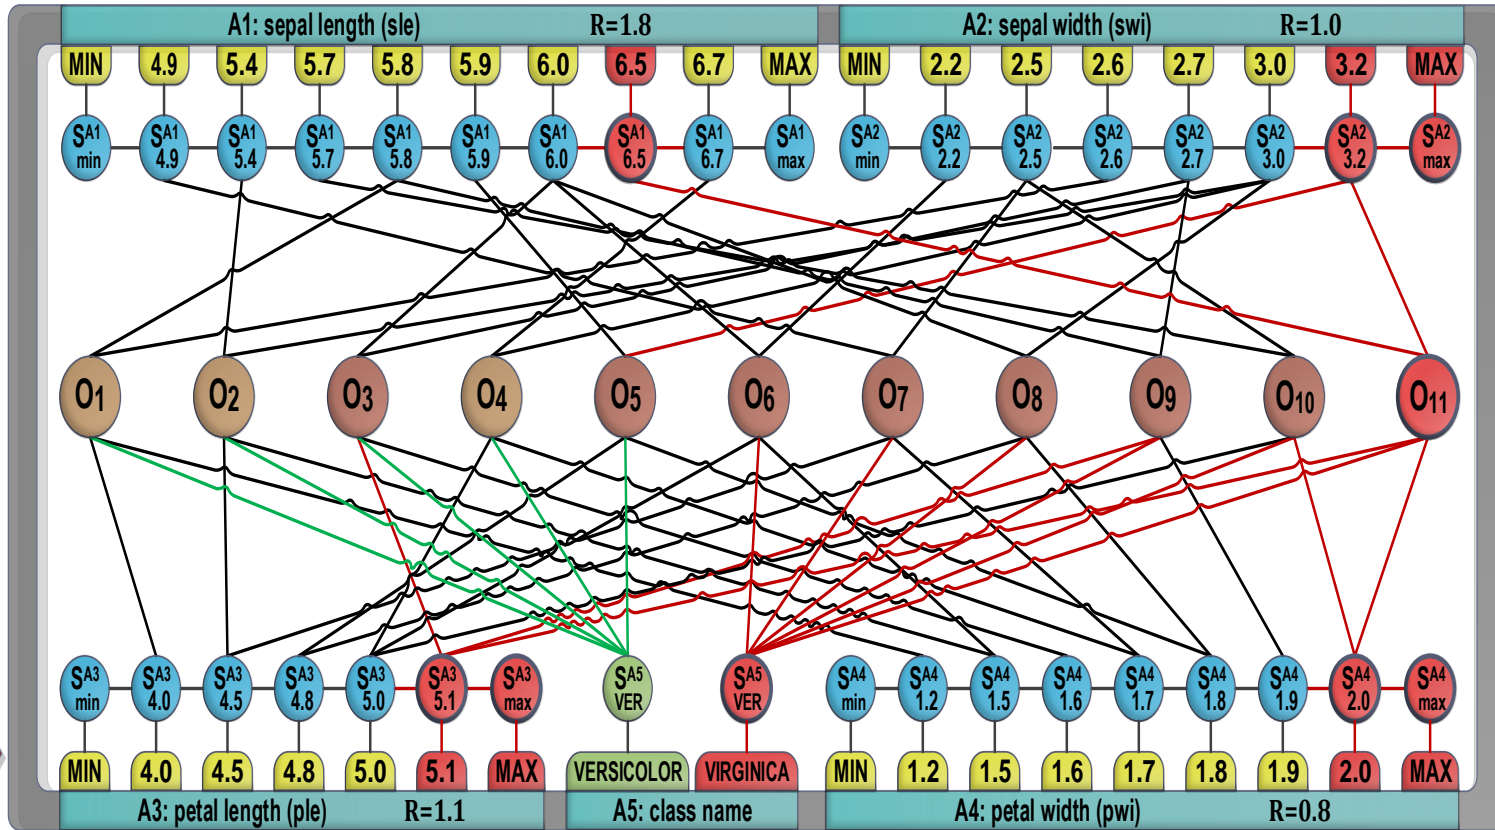 A1: sepal length (sle) R=1.8 A2: sepal width (swi) R=1.0
MIN 4.9 5.4 5.7 5.8 5.9 6.0 6.5 6.7 MAX MIN 2.2 2.5 2.6 2.7 3.0 3.2 MAX
SA1 SA1 SA1 SA1 SA1 SA1 SA1 SA1 SA1 SA1 SA2 SA2 SA2 SA2 SA2 SA2 SA2 SA2
min 4.9 5.4 5.7 5.8 5.9 6.0 6.5 6.7 max min 2.2 2.5 2.6 2.7 3.0 3.2 max
O1 O2 O3 O4 O5 O6 O7 O8 O9 O10 O11
SA3 SA3 SA3 SA3 SA3 SA3 SA3 SA5 SA5 SA4 SA4 SA4 SA4 SA4 SA4 SA4 SA4 SA4
min 4.0 4.5 4.8 5.0 5.1 max VER VER min 1.2 1.5 1.6 1.7 1.8 1.9 2.0 max
MIN 4.0 4.5 4.8 5.0 5.1 MAX VERSICOLOR VIRGINICA MIN 1.2 1.5 1.6 1.7 1.8 1.9 2.0 MAX
A3: petal length (ple) R=1.1 A5: class name A4: petal width (pwi) R=0.8